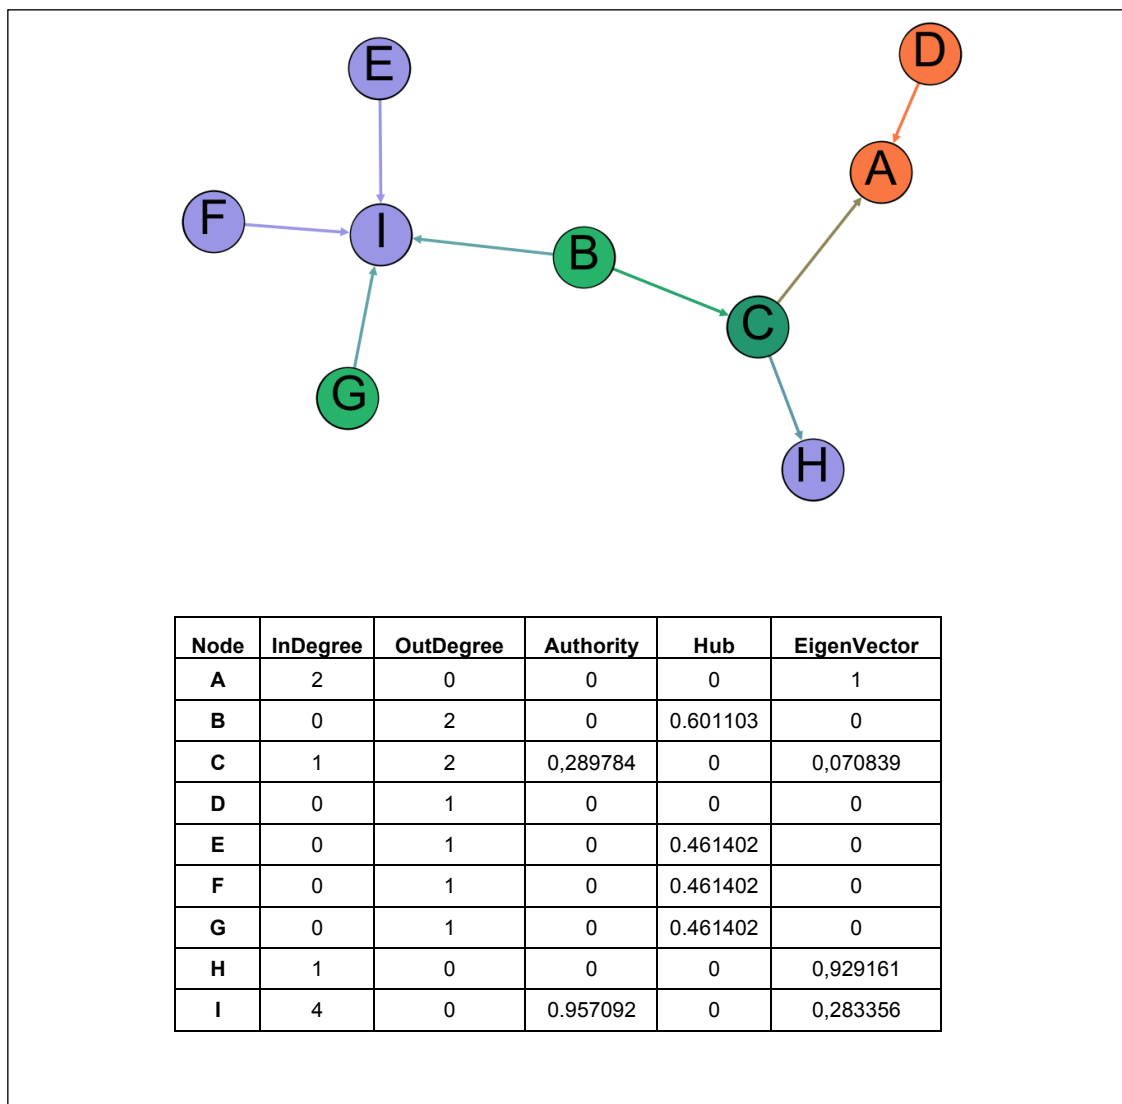 E
D
A
F
I
B
C
G
H
Node InDegree OutDegree Authority Hub EigenVector
A 2 0 0 0 1
B 0 2 0 0.601103 0
C 1 2 0,289784 0 0,070839
D 0 1 0 0 0
E 0 1 0 0.461402 0
F 0 1 0 0.461402 0
G 0 1 0 0.461402 0
H 1 0 0 0 0,929161
I 4 0 0.957092 0 0,283356